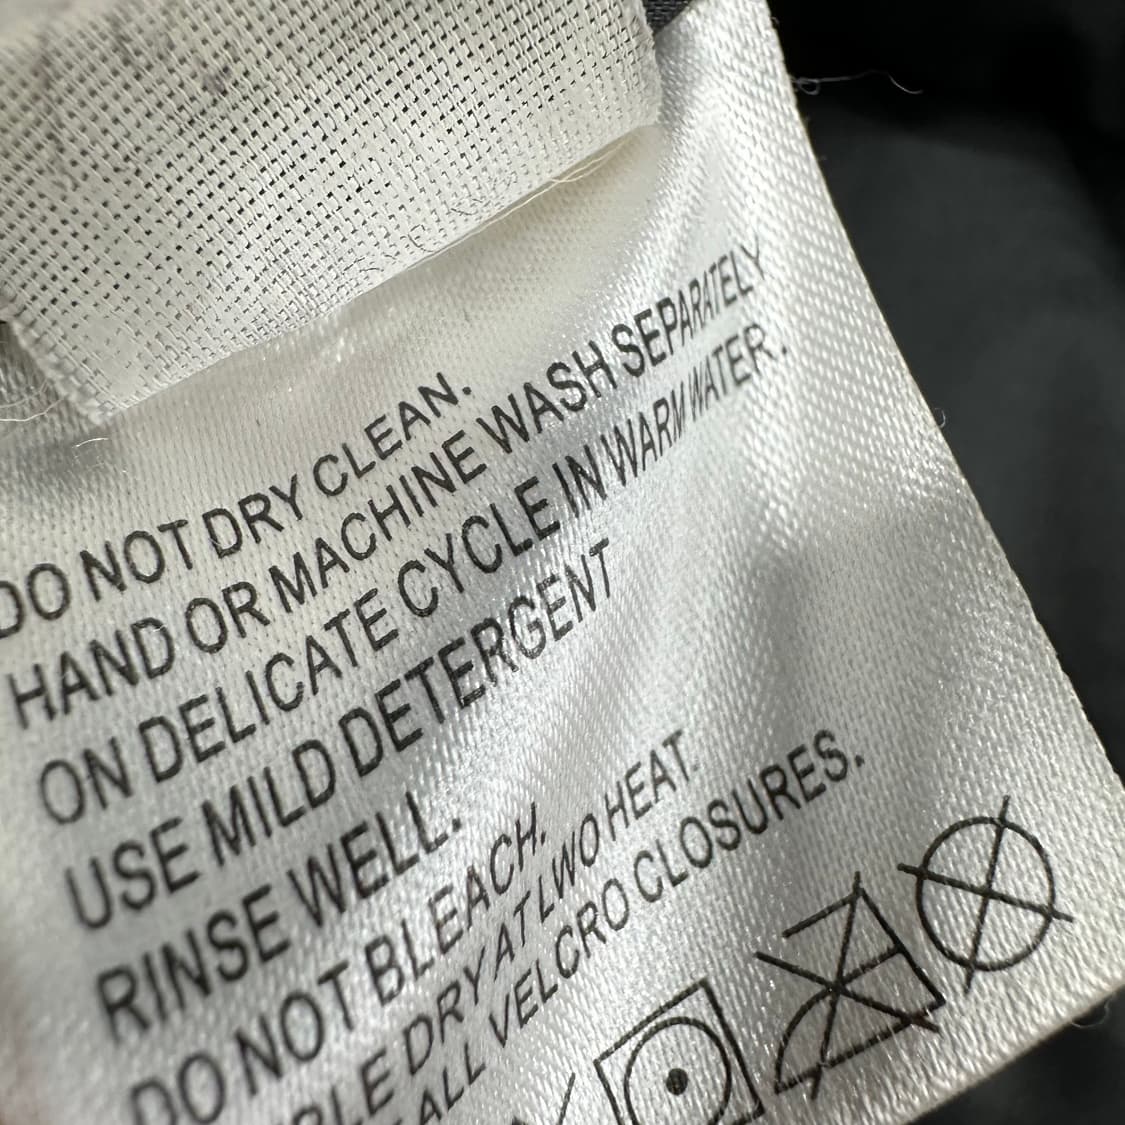 DO NOT DRY CLEAN.
HAND OR MACHINE WASH SEPARATELY
ON DELICATE CYCLE IN WARM WATER.
USE MILD DETERGENT
RINSE WELL.
DO NOT BLEACH.
DRY AT LWO HEAT.
ALL VELCRO CLOSURES.